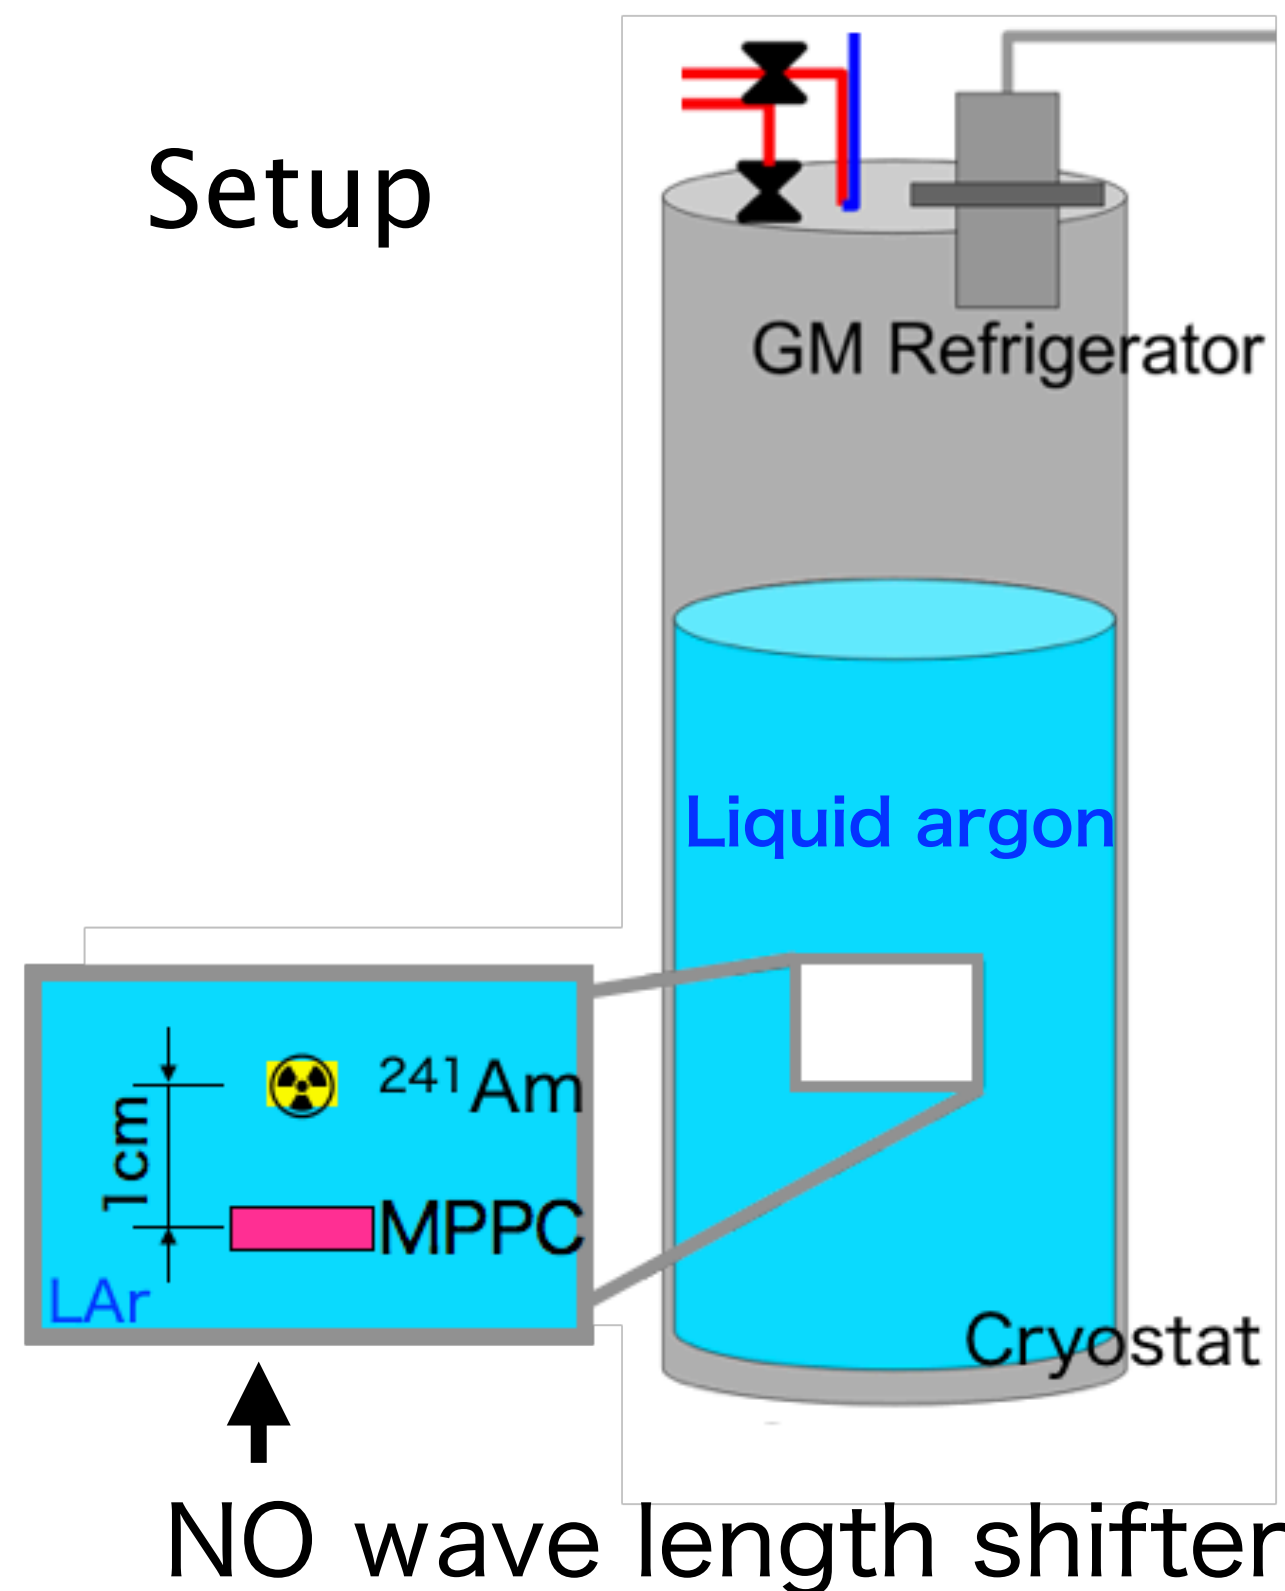 Setup
GM Refrigerator
Liquid argon
²⁴¹Am
1cm
MPPC
LAr
Cryostat
NO wave length shifter